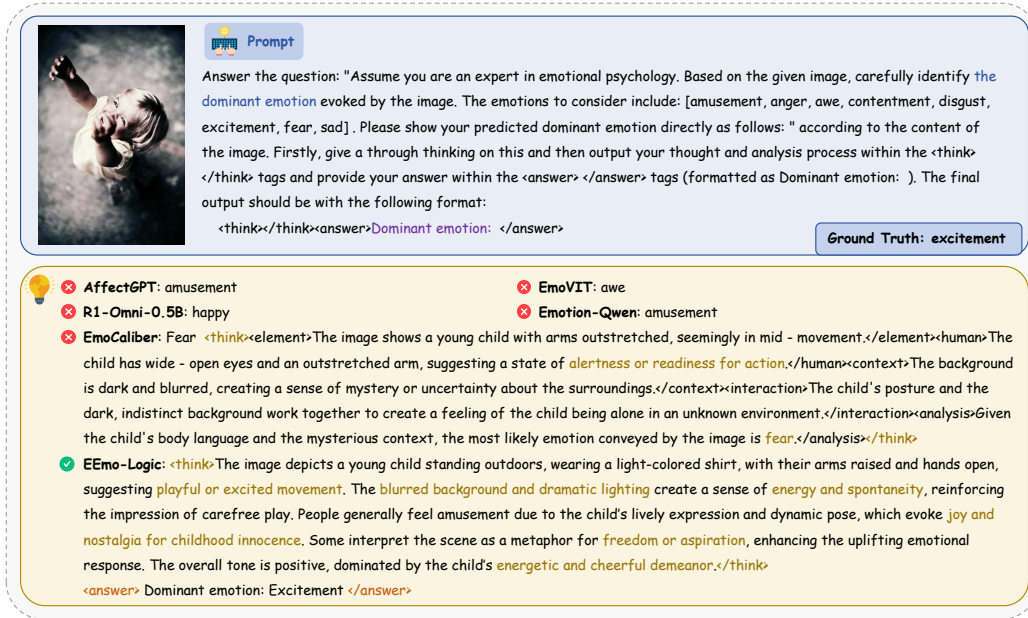 Prompt
Answer the question: "Assume you are an expert in emotional psychology. Based on the given image, carefully identify the
dominant emotion evoked by the image. The emotions to consider include: [amusement, anger, awe, contentment, disgust,
excitement, fear, sad] . Please show your predicted dominant emotion directly as follows: " according to the content of
the image. Firstly, give a through thinking on this and then output your thought and analysis process within the <think>
</think> tags and provide your answer within the <answer> </answer> tags (formatted as Dominant emotion:  ). The final
output should be with the following format:
<think></think><answer>Dominant emotion:  </answer>
Ground Truth: excitement
AffectGPT: amusement
EmoVIT: awe
R1-Omni-0.5B: happy
Emotion-Qwen: amusement
EmoCaliber: Fear <think><element>The image shows a young child with arms outstretched, seemingly in mid - movement.</element><human>The
child has wide - open eyes and an outstretched arm, suggesting a state of alertness or readiness for action.</human><context>The background
is dark and blurred, creating a sense of mystery or uncertainty about the surroundings.</context><interaction>The child's posture and the
dark, indistinct background work together to create a feeling of the child being alone in an unknown environment.</interaction><analysis>Given
the child's body language and the mysterious context, the most likely emotion conveyed by the image is fear.</analysis></think>
EEmo-Logic: <think>The image depicts a young child standing outdoors, wearing a light-colored shirt, with their arms raised and hands open,
suggesting playful or excited movement. The blurred background and dramatic lighting create a sense of energy and spontaneity, reinforcing
the impression of carefree play. People generally feel amusement due to the child's lively expression and dynamic pose, which evoke joy and
nostalgia for childhood innocence. Some interpret the scene as a metaphor for freedom or aspiration, enhancing the uplifting emotional
response. The overall tone is positive, dominated by the child's energetic and cheerful demeanor.</think>
<answer> Dominant emotion: Excitement </answer>